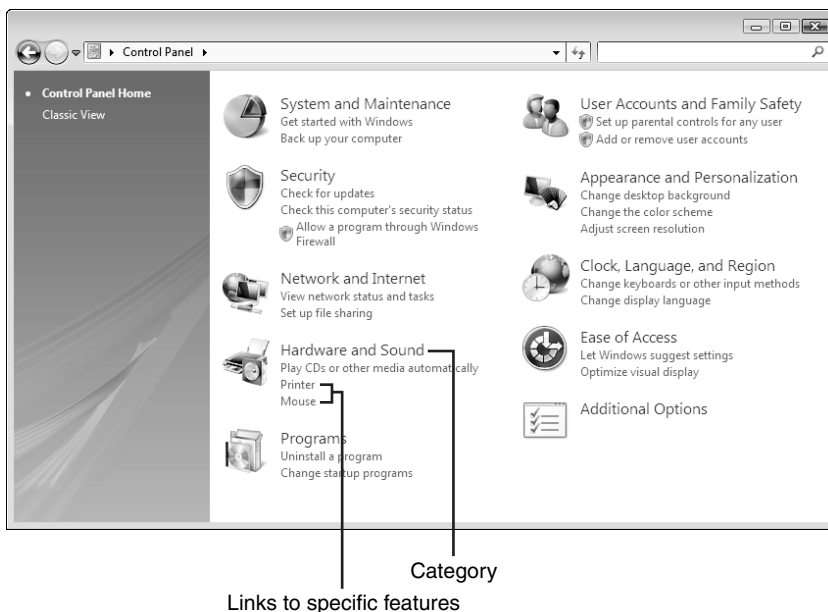 Control Panel
Control Panel Home
Classic View
System and Maintenance
Get started with Windows
Back up your computer
Security
Check for updates
Check this computer's security status
Allow a program through Windows
Firewall
Network and Internet
View network status and tasks
Set up file sharing
Hardware and Sound
Play CDs or other media automatically
Printer
Mouse
Programs
Uninstall a program
Change startup programs
User Accounts and Family Safety
Set up parental controls for any user
Add or remove user accounts
Appearance and Personalization
Change desktop background
Change the color scheme
Adjust screen resolution
Clock, Language, and Region
Change keyboards or other input methods
Change display language
Ease of Access
Let Windows suggest settings
Optimize visual display
Additional Options
Category
Links to specific features